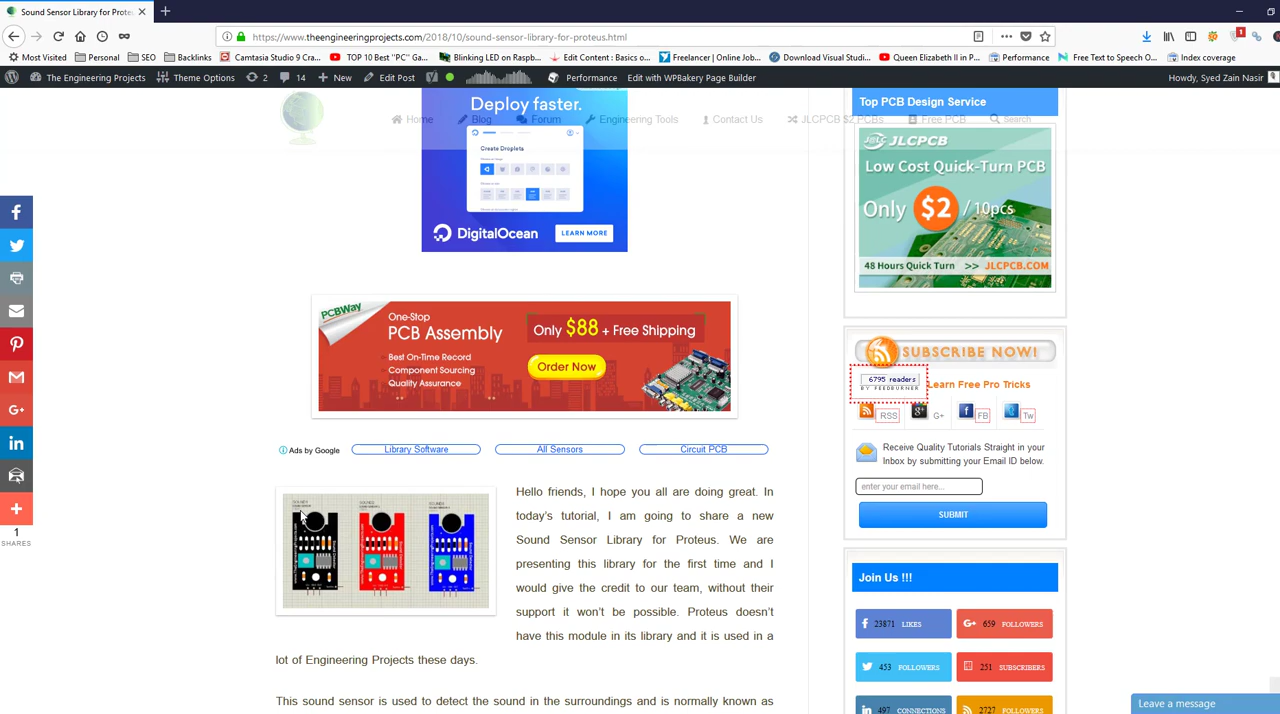 Sound Sensor Library for Proteu
https://www.theengineeringprojects.com/2018/10/sound-sensor-library-for-proteus.html
1
Most Visited
Personal
SEO
Backlinks
Camtasia Studio 9 Cra...
TOP 10 Best "PC" Ga...
Blinking LED on Raspb...
Edit Content : Basics o...
Freelancer | Online Job...
Download Visual Studi...
Queen Elizabeth II in P...
Performance
Free Text to Speech O...
Index coverage
The Engineering Projects
Theme Options
2
14
New
Edit Post
Performance
Edit with WPBakery Page Builder
Howdy, Syed Zain Nasir
Home
Blog
Forum
Engineering Tools
Contact Us
JLCPCB $2 PCBs
Free PCB
Search
Deploy faster.
Create Droplets
DigitalOcean
LEARN MORE
PCBWay
One-Stop
PCB Assembly
Best On-Time Record
Component Sourcing
Quality Assurance
Only $88 + Free Shipping
Order Now
Ads by Google
Library Software
All Sensors
Circuit PCB
Hello friends, I hope you all are doing great. In
today's tutorial, I am going to share a new
Sound Sensor Library for Proteus. We are
presenting this library for the first time and I
would give the credit to our team, without their
support it won't be possible. Proteus doesn't
have this module in its library and it is used in a
lot of Engineering Projects these days.
This sound sensor is used to detect the sound in the surroundings and is normally known as
1
SHARES
Top PCB Design Service
JLCPCB
Low Cost Quick-Turn PCB
Only $2 / 10pcs
48 Hours Quick Turn >> JLCPCB.COM
SUBSCRIBE NOW!
6795 readers
BY FEEDBURNER
Learn Free Pro Tricks
RSS
G+
FB
Tw
Receive Quality Tutorials Straight in your
Inbox by submitting your Email ID below.
enter your email here...
SUBMIT
Join Us !!!
23871 LIKES
659 FOLLOWERS
453 FOLLOWERS
251 SUBSCRIBERS
497 CONNECTIONS
2727 FOLLOWERS
Leave a message